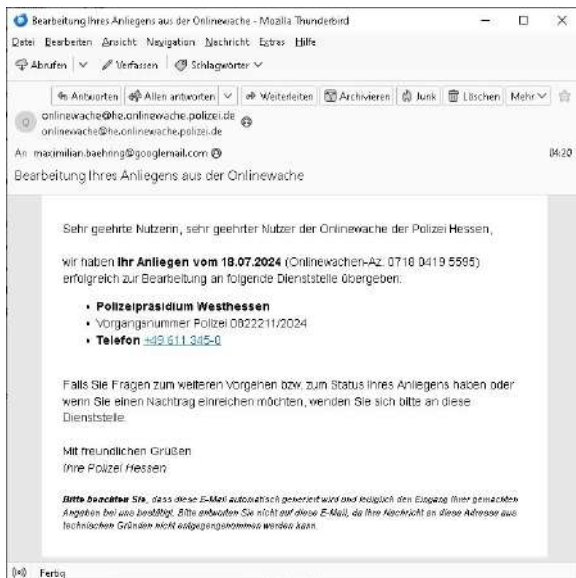 Bearbeitung Ihres Anliegens aus der Onlinewache - Mozilla Thunderbird
Datei Bearbeiten Ansicht Navigation Nachricht Extras Hilfe
Abrufen Verfassen Schlagwörter
Antworten Allen antworten Weiterleiten Archivieren Junk Löschen Mehr
O
onlinewache@he.onlinewache.polizei.de
onlinewache@he.onlinewache.polizei.de
An maximilian.baehring@googlemail.com 04:20
Bearbeitung Ihres Anliegens aus der Onlinewache
Sehr geehrte Nutzerin, sehr geehrter Nutzer der Onlinewache der Polizei Hessen,
wir haben Ihr Anliegen vom 18.07.2024 (Onlinewachen-Az. 0718 0419 5595)
erfolgreich zur Bearbeitung an folgende Dienststelle übergeben:
• Polizeipräsidium Westhessen
• Vorgangsnummer Polizei 0822211/2024
• Telefon +49 611 345-0
Falls Sie Fragen zum weiteren Vorgehen bzw. zum Status Ihres Anliegens haben oder
wenn Sie einen Nachtrag einreichen möchten, wenden Sie sich bitte an diese
Dienststelle.
Mit freundlichen Grüßen
Ihre Polizei Hessen
Bitte beachten Sie, dass diese E-Mail automatisch generiert wird und lediglich den Eingang Ihrer gemachten
Angaben bei uns bestätigt. Bitte antworten Sie nicht auf diese E-Mail, da Ihre Nachricht an diese Adresse aus
technischen Gründen nicht entgegengenommen werden kann.
Fertig